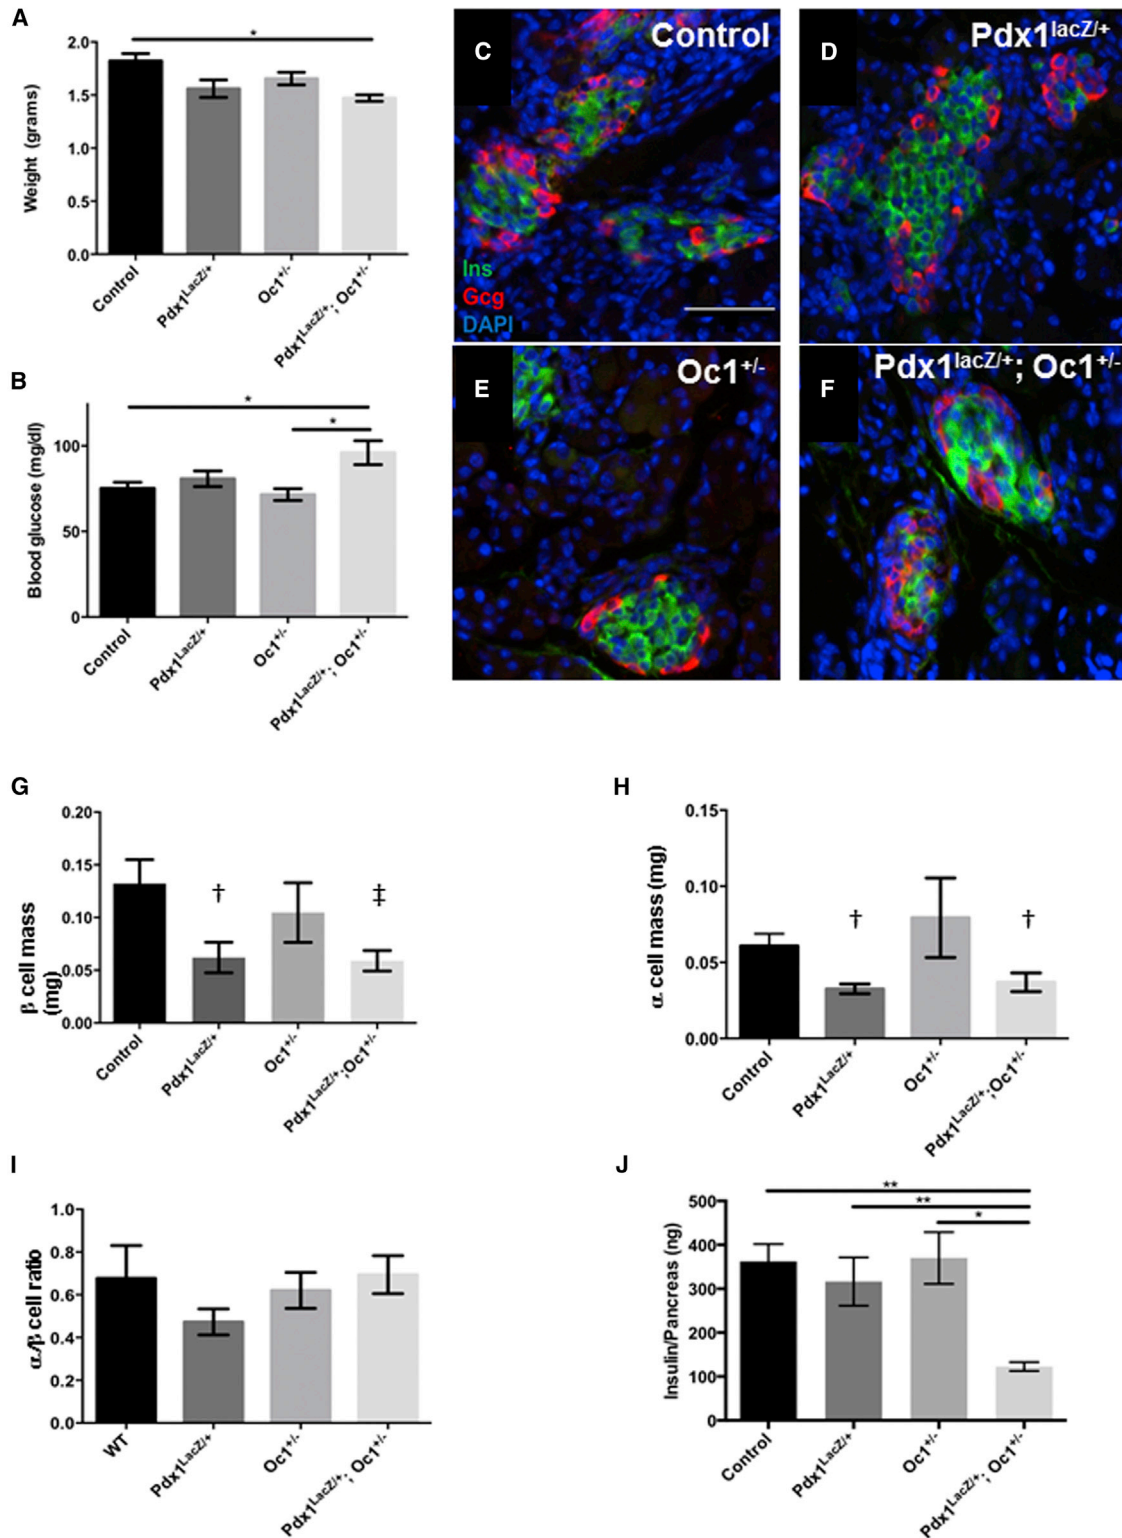 A
*
2.0
1.5
1.0
0.5
0.0
Weight (grams)
Control
Pdx1LacZ/+
Oc1+/-
Pdx1LacZ/+; Oc1+/-
B
*
*
100
50
0
Blood glucose (mg/dl)
Control
Pdx1LacZ/+
Oc1+/-
Pdx1LacZ/+; Oc1+/-
C
Control
Ins
Gcg
DAPI
D
Pdx1lacZ/+
E
Oc1+/-
F
Pdx1lacZ/+; Oc1+/-
G
0.20
0.15
0.10
0.05
0.00
β cell mass
(mg)
†
‡
Control
Pdx1LacZ/+
Oc1+/-
Pdx1LacZ/+;Oc1+/-
H
0.15
0.10
0.05
0.00
α cell mass (mg)
†
†
Control
Pdx1LacZ/+
Oc1+/-
Pdx1LacZ/+;Oc1+/-
I
1.0
0.8
0.6
0.4
0.2
0.0
α/β cell ratio
WT
Pdx1LacZ/+
Oc1+/-
Pdx1LacZ/+; Oc1+/-
J
**
**
*
500
400
300
200
100
0
Insulin/Pancreas (ng)
Control
Pdx1LacZ/+
Oc1+/-
Pdx1LacZ/+; Oc1+/-